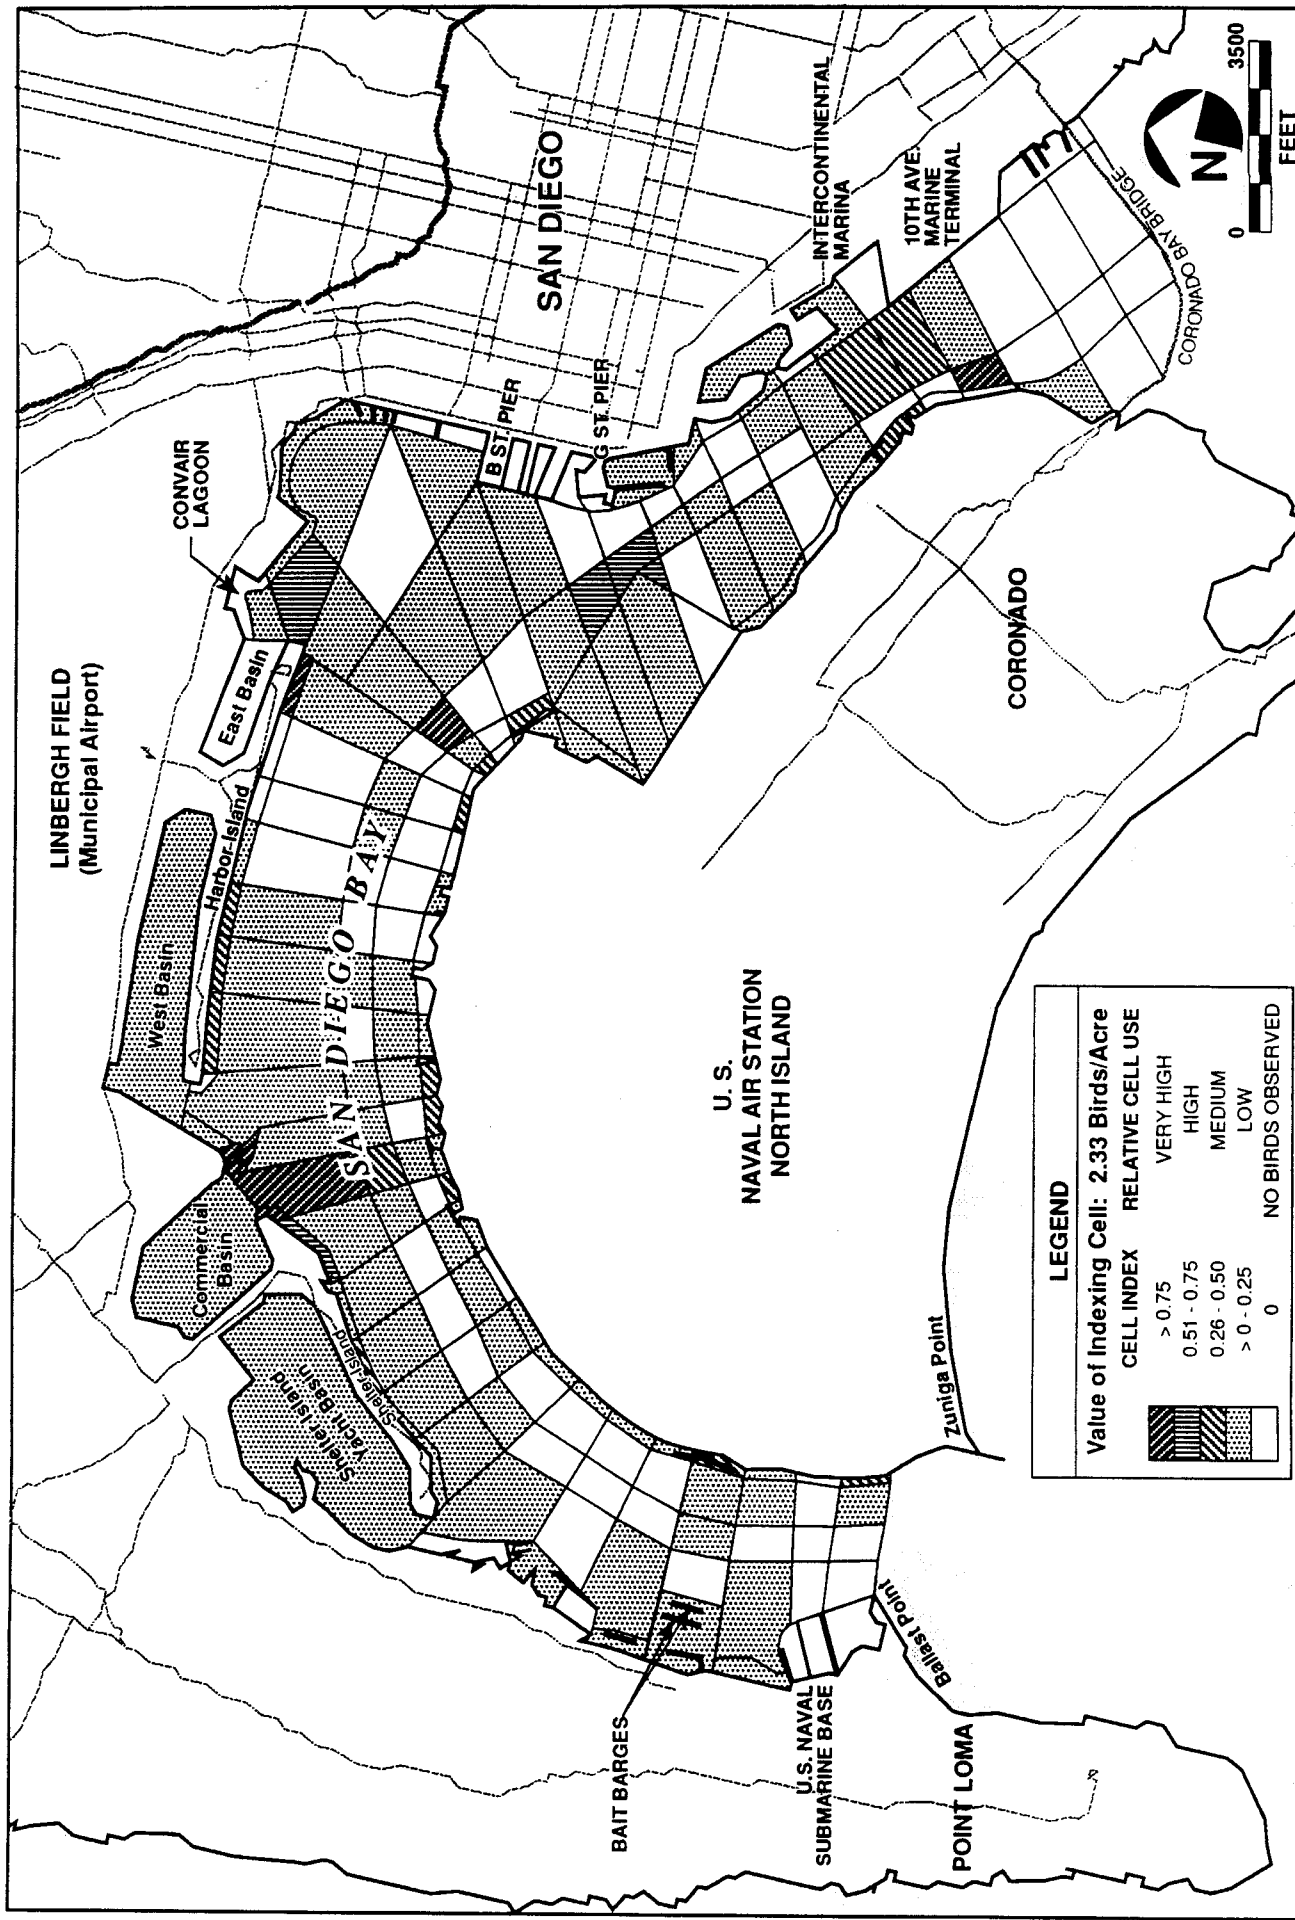 LINBERGH FIELD
(Municipal Airport)
CONVAIR
LAGOON
SAN DIEGO
B ST. PIER
G ST. PIER
INTERCONTINENTAL
MARINA
10TH AVE.
MARINE
TERMINAL
CORONADO BAY BRIDGE
N
0 3500
FEET
East Basin
Harbor Island
West Basin
Commercial
Basin
Shelter Island
Yacht Basin
Shelter Island
SAN DIEGO BAY
CORONADO
U. S.
NAVAL AIR STATION
NORTH ISLAND
BAIT BARGES
U.S. NAVAL
SUBMARINE BASE
POINT LOMA
Ballast Point
Zuniga Point
LEGEND
Value of Indexing Cell: 2.33 Birds/Acre
CELL INDEX RELATIVE CELL USE
> 0.75 VERY HIGH
0.51 - 0.75 HIGH
0.26 - 0.50 MEDIUM
> 0 - 0.25 LOW
0 NO BIRDS OBSERVED